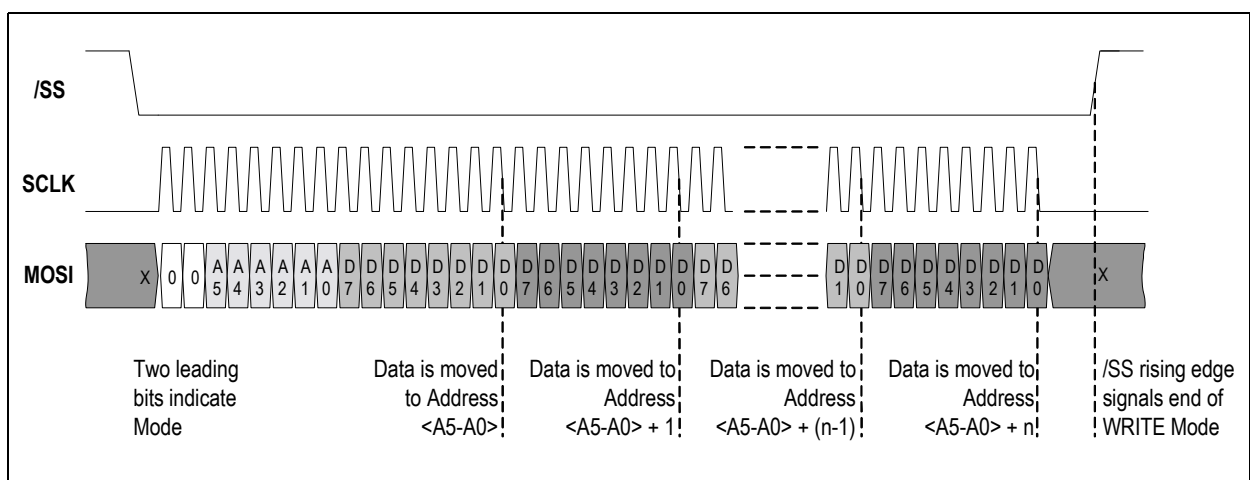 /SS
SCLK
MOSI X 0 0 A5 A4 A3 A2 A1 A0 D7 D6 D5 D4 D3 D2 D1 D0 D7 D6 D5 D4 D3 D2 D1 D0 D7 D6 D1 D0 D7 D6 D5 D4 D3 D2 D1 D0 X
Two leading
bits indicate
Mode
Data is moved
to Address
<A5-A0>
Data is moved to
Address
<A5-A0> + 1
Data is moved to
Address
<A5-A0> + (n-1)
Data is moved to
Address
<A5-A0> + n
/SS rising edge
signals end of
WRITE Mode